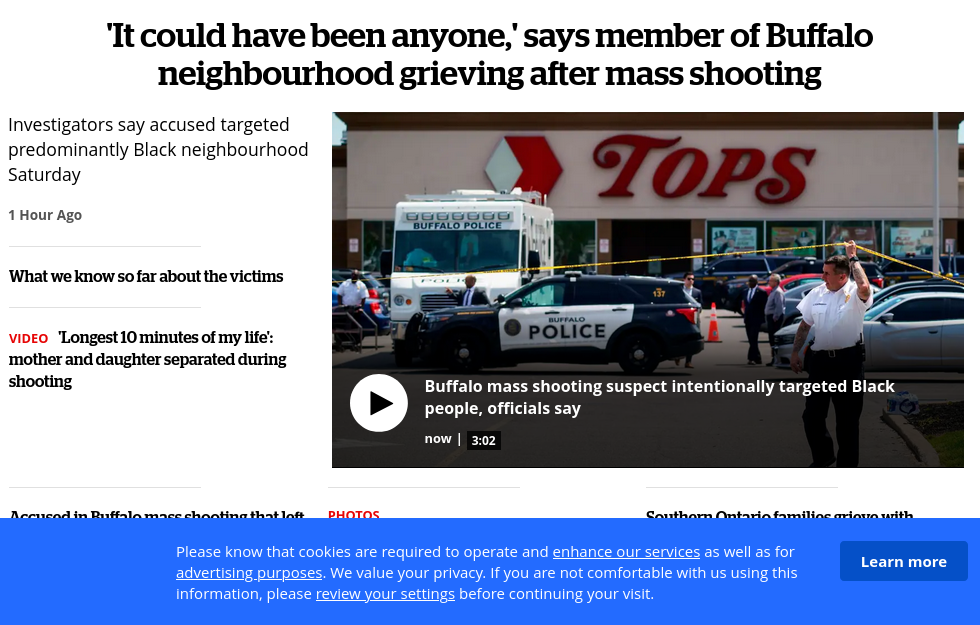 'It could have been anyone,' says member of Buffalo
neighbourhood grieving after mass shooting
Investigators say accused targeted
predominantly Black neighbourhood
Saturday
1 Hour Ago
What we know so far about the victims
VIDEO 'Longest 10 minutes of my life':
mother and daughter separated during
shooting
TOPS
BUFFALO POLICE
POLICE
137
BUFFALO
POLICE
Buffalo mass shooting suspect intentionally targeted Black
people, officials say
now | 3:02
Accused in Buffalo mass shooting that left
PHOTOS
Southern Ontario families grieve with
Please know that cookies are required to operate and enhance our services as well as for
advertising purposes. We value your privacy. If you are not comfortable with us using this
information, please review your settings before continuing your visit.
Learn more